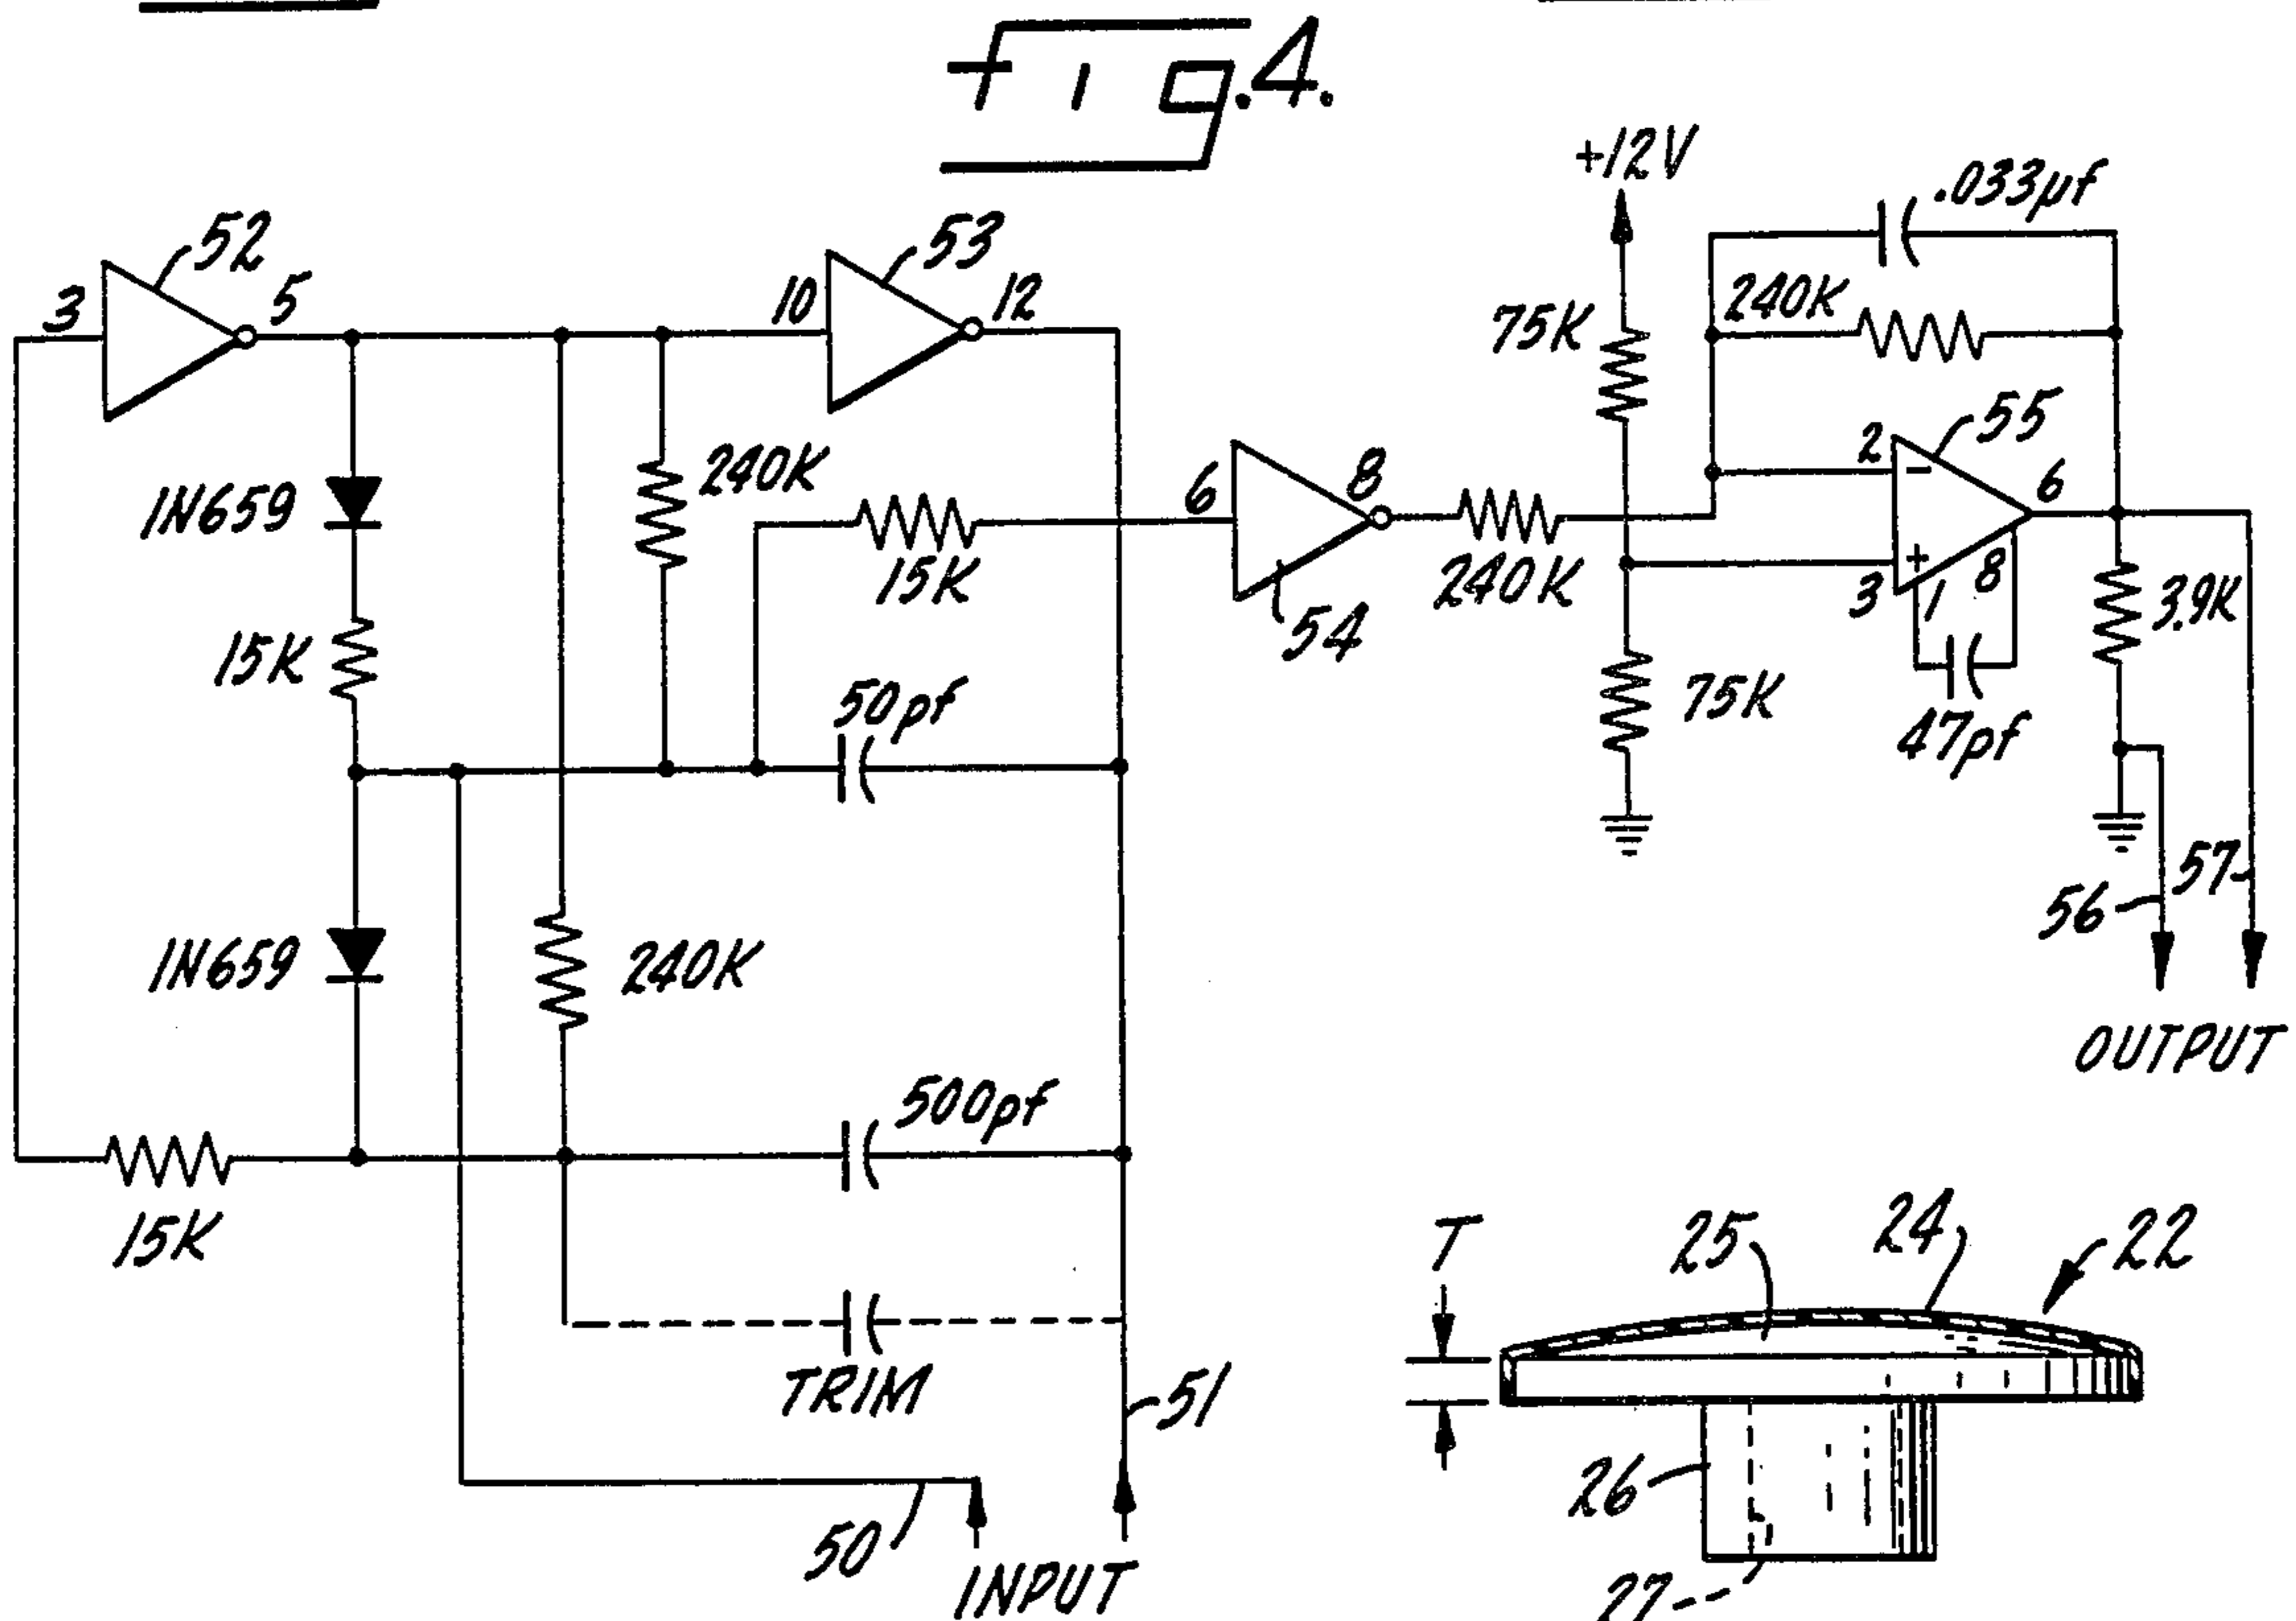 Fig.4.
+12V
.033µf
52
53
3
5
10
12
240K
75K
55
1N659
240K
6
8
2
6
15K
240K
3
1
8
3.9K
15K
54
50pf
75K
47pf
57
56
1N659
240K
OUTPUT
500pf
15K
T
25
24
22
TRIM
51
26
50
INPUT
27